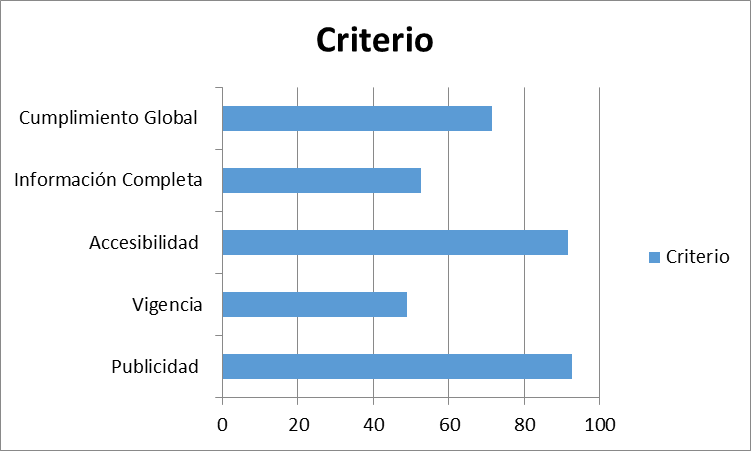 Criterio
Cumplimiento Global
Información Completa
Accesibilidad
Vigencia
Publicidad
Criterio
0 20 40 60 80 100